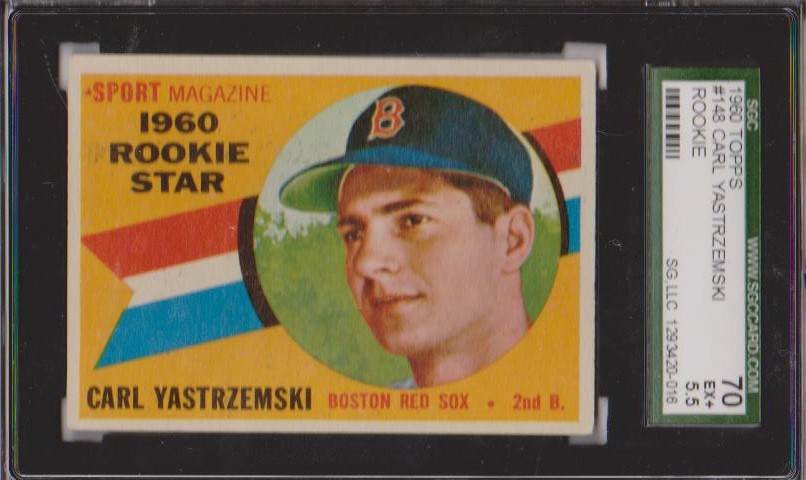 ★SPORT MAGAZINE
1960
ROOKIE
STAR
B
CARL YASTRZEMSKI BOSTON RED SOX • 2nd B.
SGC WWW.SGCCARD.COM
1960 TOPPS 70
#148 CARL YASTRZEMSKI EX+
ROOKIE 5.5
SG LLC 1293420-016